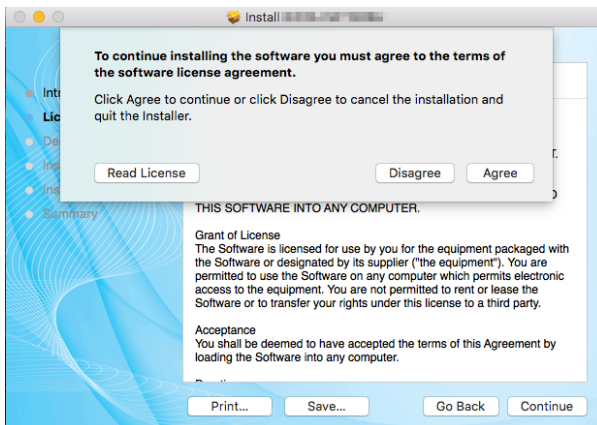 Install
To continue installing the software you must agree to the terms of
the software license agreement.
Click Agree to continue or click Disagree to cancel the installation and
quit the Installer.
Read License
Disagree
Agree
Lic
Summary
THIS SOFTWARE INTO ANY COMPUTER.
Grant of License
The Software is licensed for use by you for the equipment packaged with
the Software or designated by its supplier ("the equipment"). You are
permitted to use the Software on any computer which permits electronic
access to the equipment. You are not permitted to rent or lease the
Software or to transfer your rights under this license to a third party.
Acceptance
You shall be deemed to have accepted the terms of this Agreement by
loading the Software into any computer.
Print...
Save...
Go Back
Continue